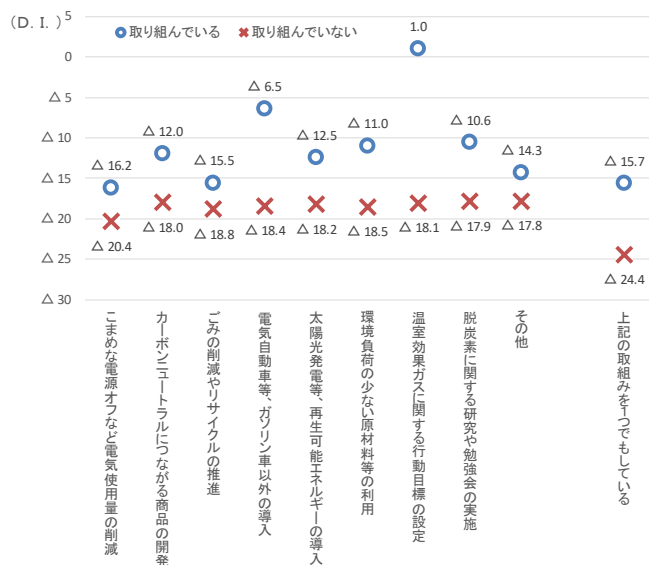 (D.I.)
5
0
△ 5
△ 10
△ 15
△ 20
△ 25
△ 30
取り組んでいる
取り組んでいない
△ 16.2
△ 12.0
△ 15.5
△ 6.5
△ 12.5
△ 11.0
1.0
△ 10.6
△ 14.3
△ 15.7
△ 20.4
△ 18.0
△ 18.8
△ 18.4
△ 18.2
△ 18.5
△ 18.1
△ 17.9
△ 17.8
△ 24.4
こまめな電源オフなど電気使用量の削減
カーボンニュートラルにつながる商品の開発
ごみの削減やリサイクルの推進
電気自動車等、ガソリン車以外の導入
太陽光発電等、再生可能エネルギーの導入
環境負荷の少ない原材料等の利用
温室効果ガスに関する行動目標の設定
脱炭素に関する研究や勉強会の実施
その他
上記の取組みを1つでもしている